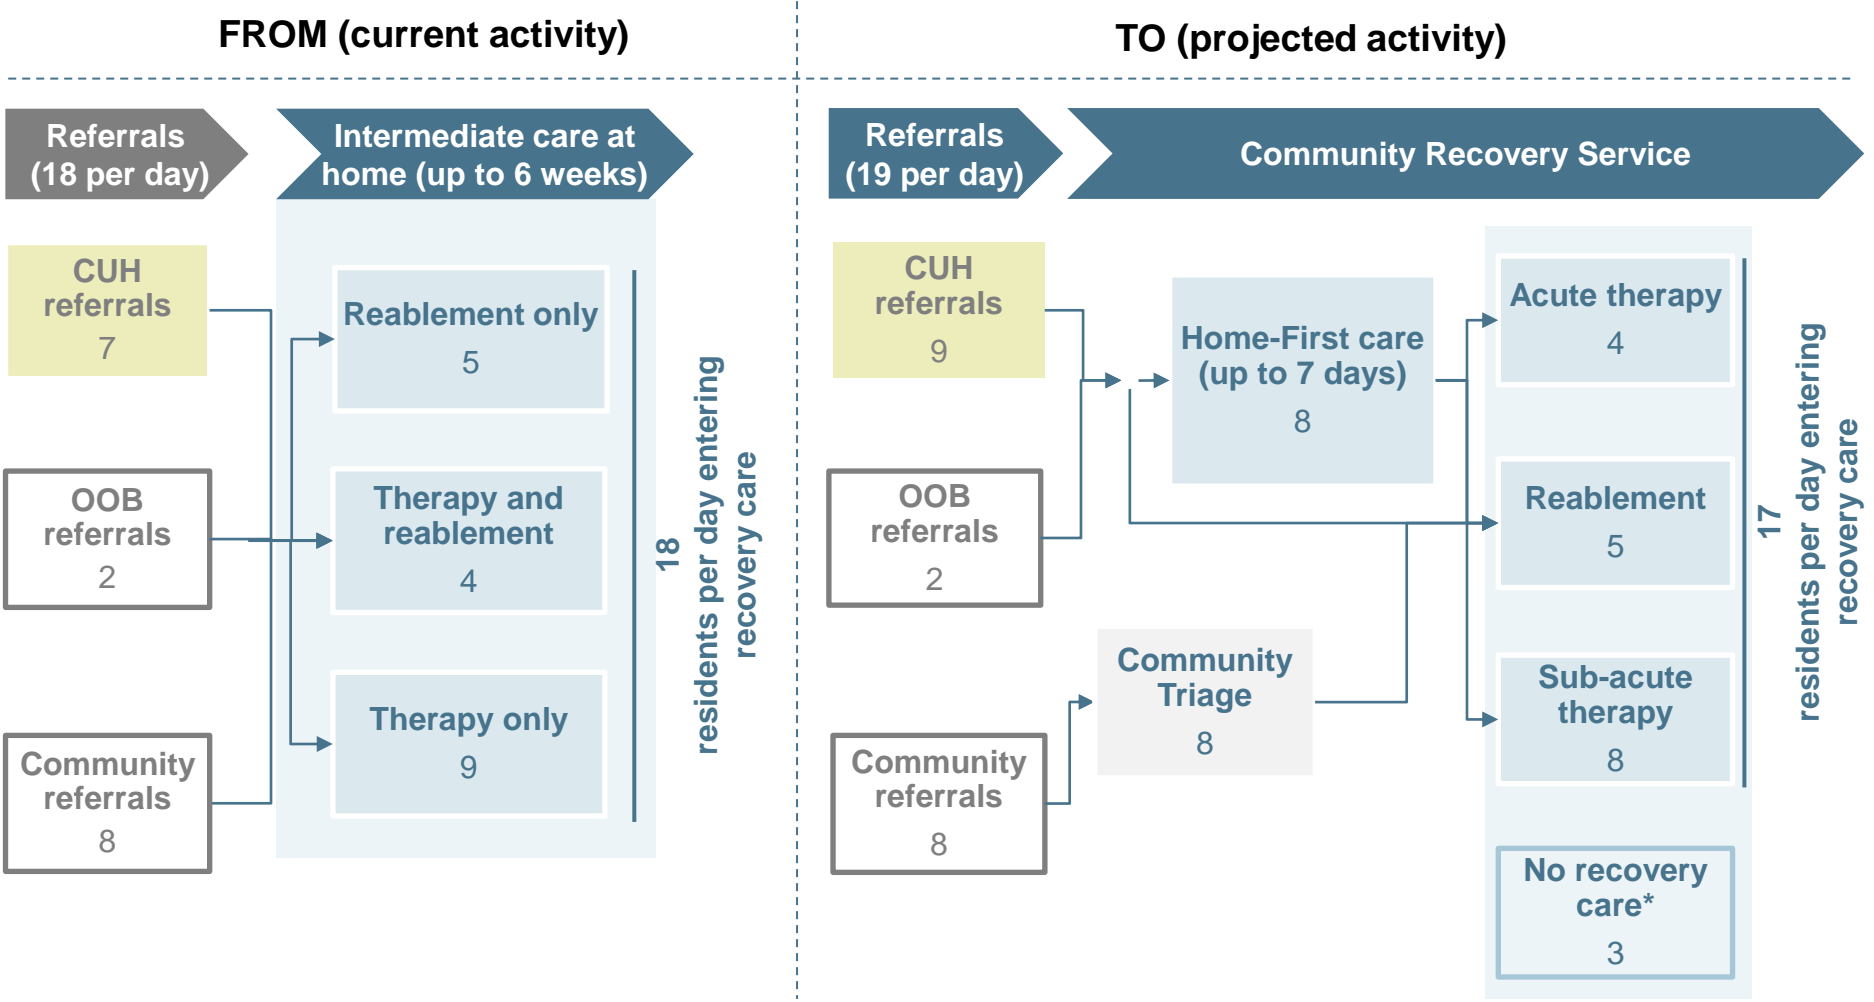 FROM (current activity)
TO (projected activity)
Referrals
(18 per day)
Intermediate care at
home (up to 6 weeks)
Referrals
(19 per day)
Community Recovery Service
CUH
referrals
7
OOB
referrals
2
Community
referrals
8
Reablement only
5
Therapy and
reablement
4
Therapy only
9
18
residents per day entering
recovery care
CUH
referrals
9
OOB
referrals
2
Community
referrals
8
Home-First care
(up to 7 days)
8
Community
Triage
8
Acute therapy
4
Reablement
5
Sub-acute
therapy
8
No recovery
care*
3
17
residents per day entering
recovery care